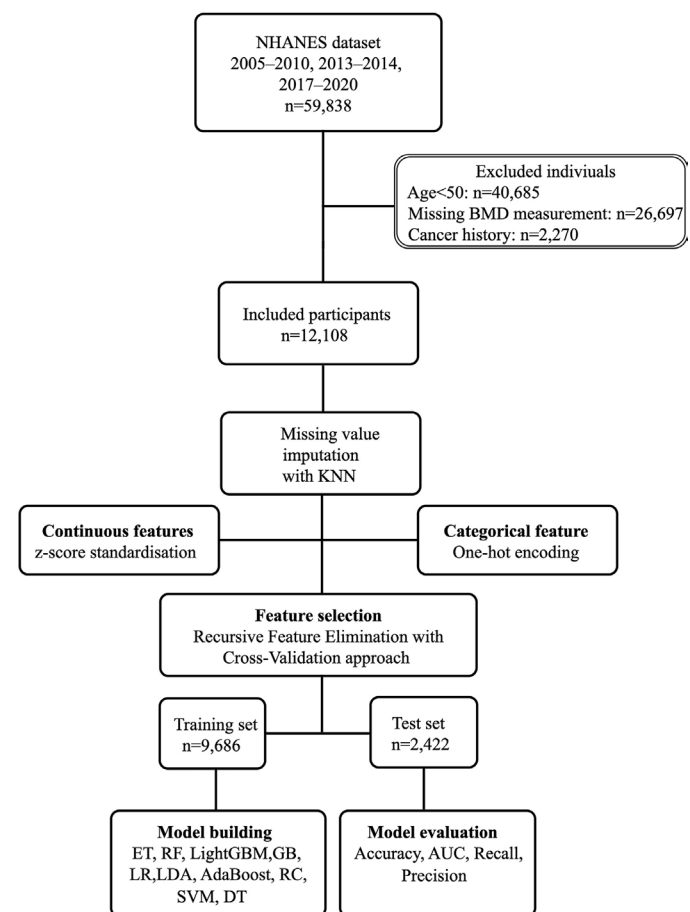 NHANES dataset
2005–2010, 2013–2014,
2017–2020
n=59,838
Excluded indiviuals
Age<50: n=40,685
Missing BMD measurement: n=26,697
Cancer history: n=2,270
Included participants
n=12,108
Missing value
imputation
with KNN
Continuous features
z-score standardisation
Categorical feature
One-hot encoding
Feature selection
Recursive Feature Elimination with
Cross-Validation approach
Training set
n=9,686
Test set
n=2,422
Model building
ET, RF, LightGBM,GB,
LR,LDA, AdaBoost, RC,
SVM, DT
Model evaluation
Accuracy, AUC, Recall,
Precision